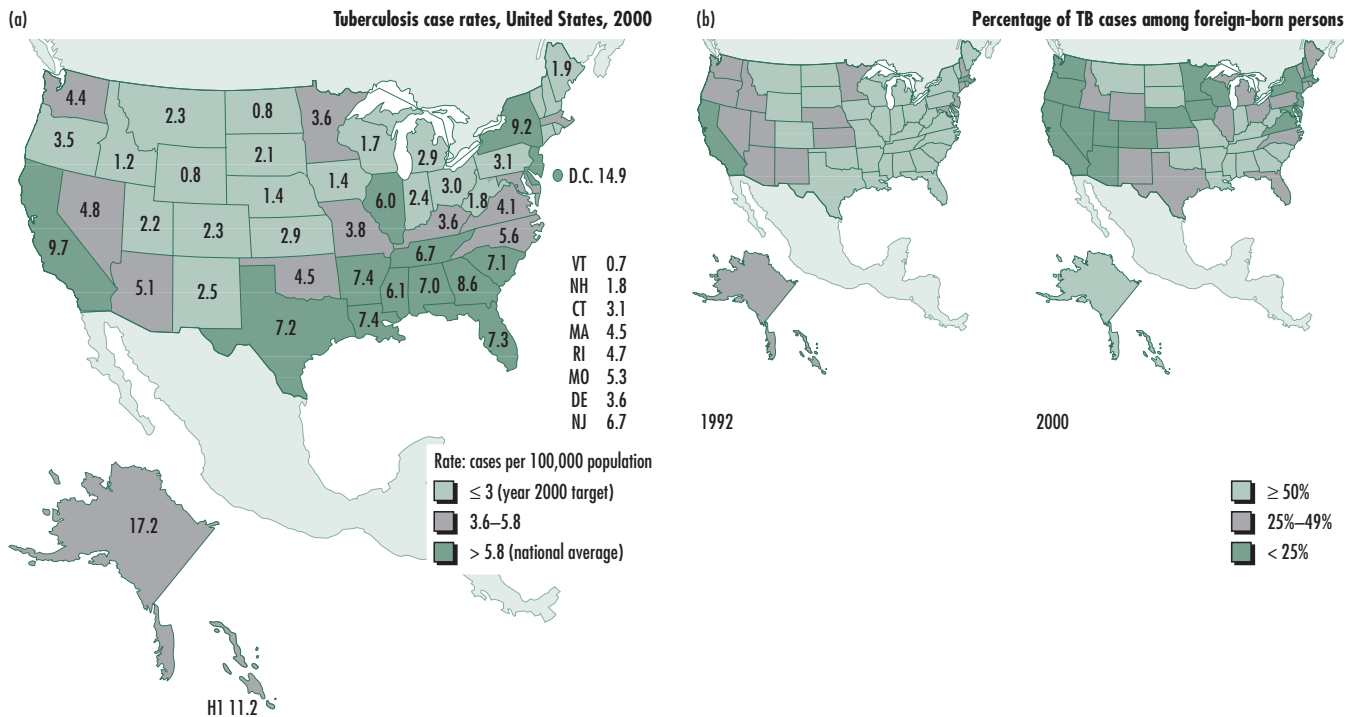 (a)
Tuberculosis case rates, United States, 2000
1.9
4.4
2.3
0.8
3.6
9.2
3.5
1.7
2.9
2.1
1.2
3.1
0.8
D.C. 14.9
1.4
1.4
3.0
6.0
2.4
1.8
4.8
4.1
2.2
2.3
3.8
3.6
2.9
9.7
5.6
6.7
7.1
4.5
7.4
5.1
2.5
6.1
7.0
8.6
7.4
7.2
7.3
VT 0.7
NH 1.8
CT 3.1
MA 4.5
RI 4.7
MO 5.3
DE 3.6
NJ 6.7
Rate: cases per 100,000 population
≤ 3 (year 2000 target)
3.6–5.8
> 5.8 (national average)
17.2
H1 11.2
(b)
Percentage of TB cases among foreign-born persons
1992
2000
≥ 50%
25%–49%
< 25%